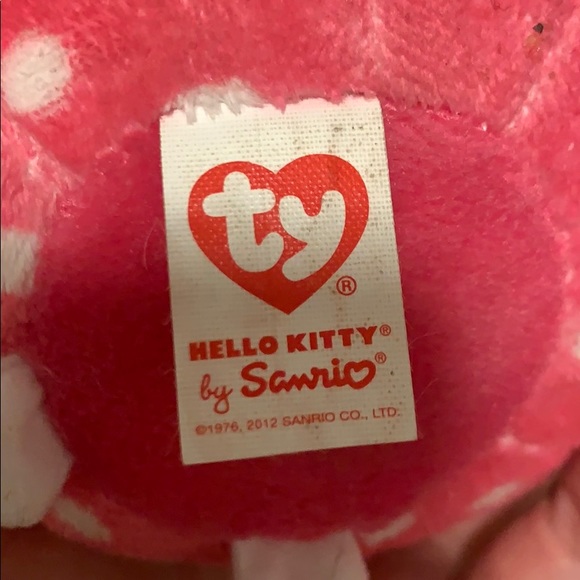 ty®
HELLO KITTY®
by Sanrio®
©1976, 2012 SANRIO CO., LTD.